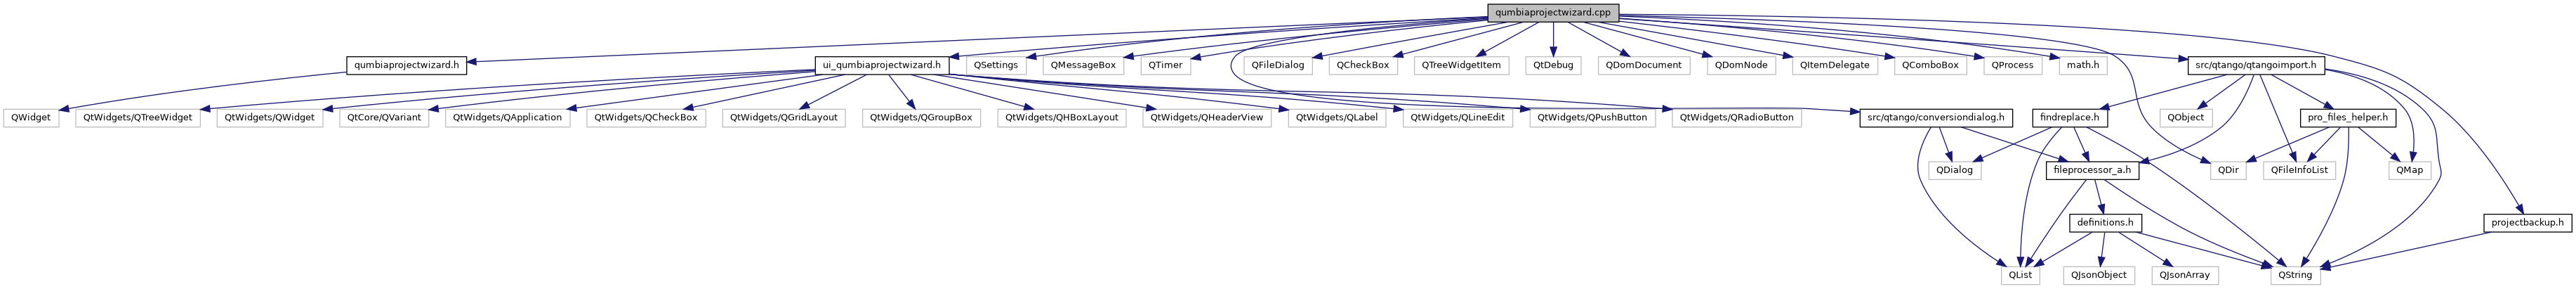 qumbiaprojectwizard.cpp
qumbiaprojectwizard.h
ui_qumbiaprojectwizard.h
QSettings
QMessageBox
QTimer
QFileDialog
QCheckBox
QTreeWidgetItem
QtDebug
QDomDocument
QDomNode
QItemDelegate
QComboBox
QProcess
math.h
src/qtango/qtangoimport.h
QWidget
QtWidgets/QTreeWidget
QtWidgets/QWidget
QtCore/QVariant
QtWidgets/QApplication
QtWidgets/QCheckBox
QtWidgets/QGridLayout
QtWidgets/QGroupBox
QtWidgets/QHBoxLayout
QtWidgets/QHeaderView
QtWidgets/QLabel
QtWidgets/QLineEdit
QtWidgets/QPushButton
QtWidgets/QRadioButton
src/qtango/conversiondialog.h
findreplace.h
QObject
pro_files_helper.h
QDialog
fileprocessor_a.h
QDir
QFileInfoList
QMap
definitions.h
projectbackup.h
QList
QJsonObject
QJsonArray
QString